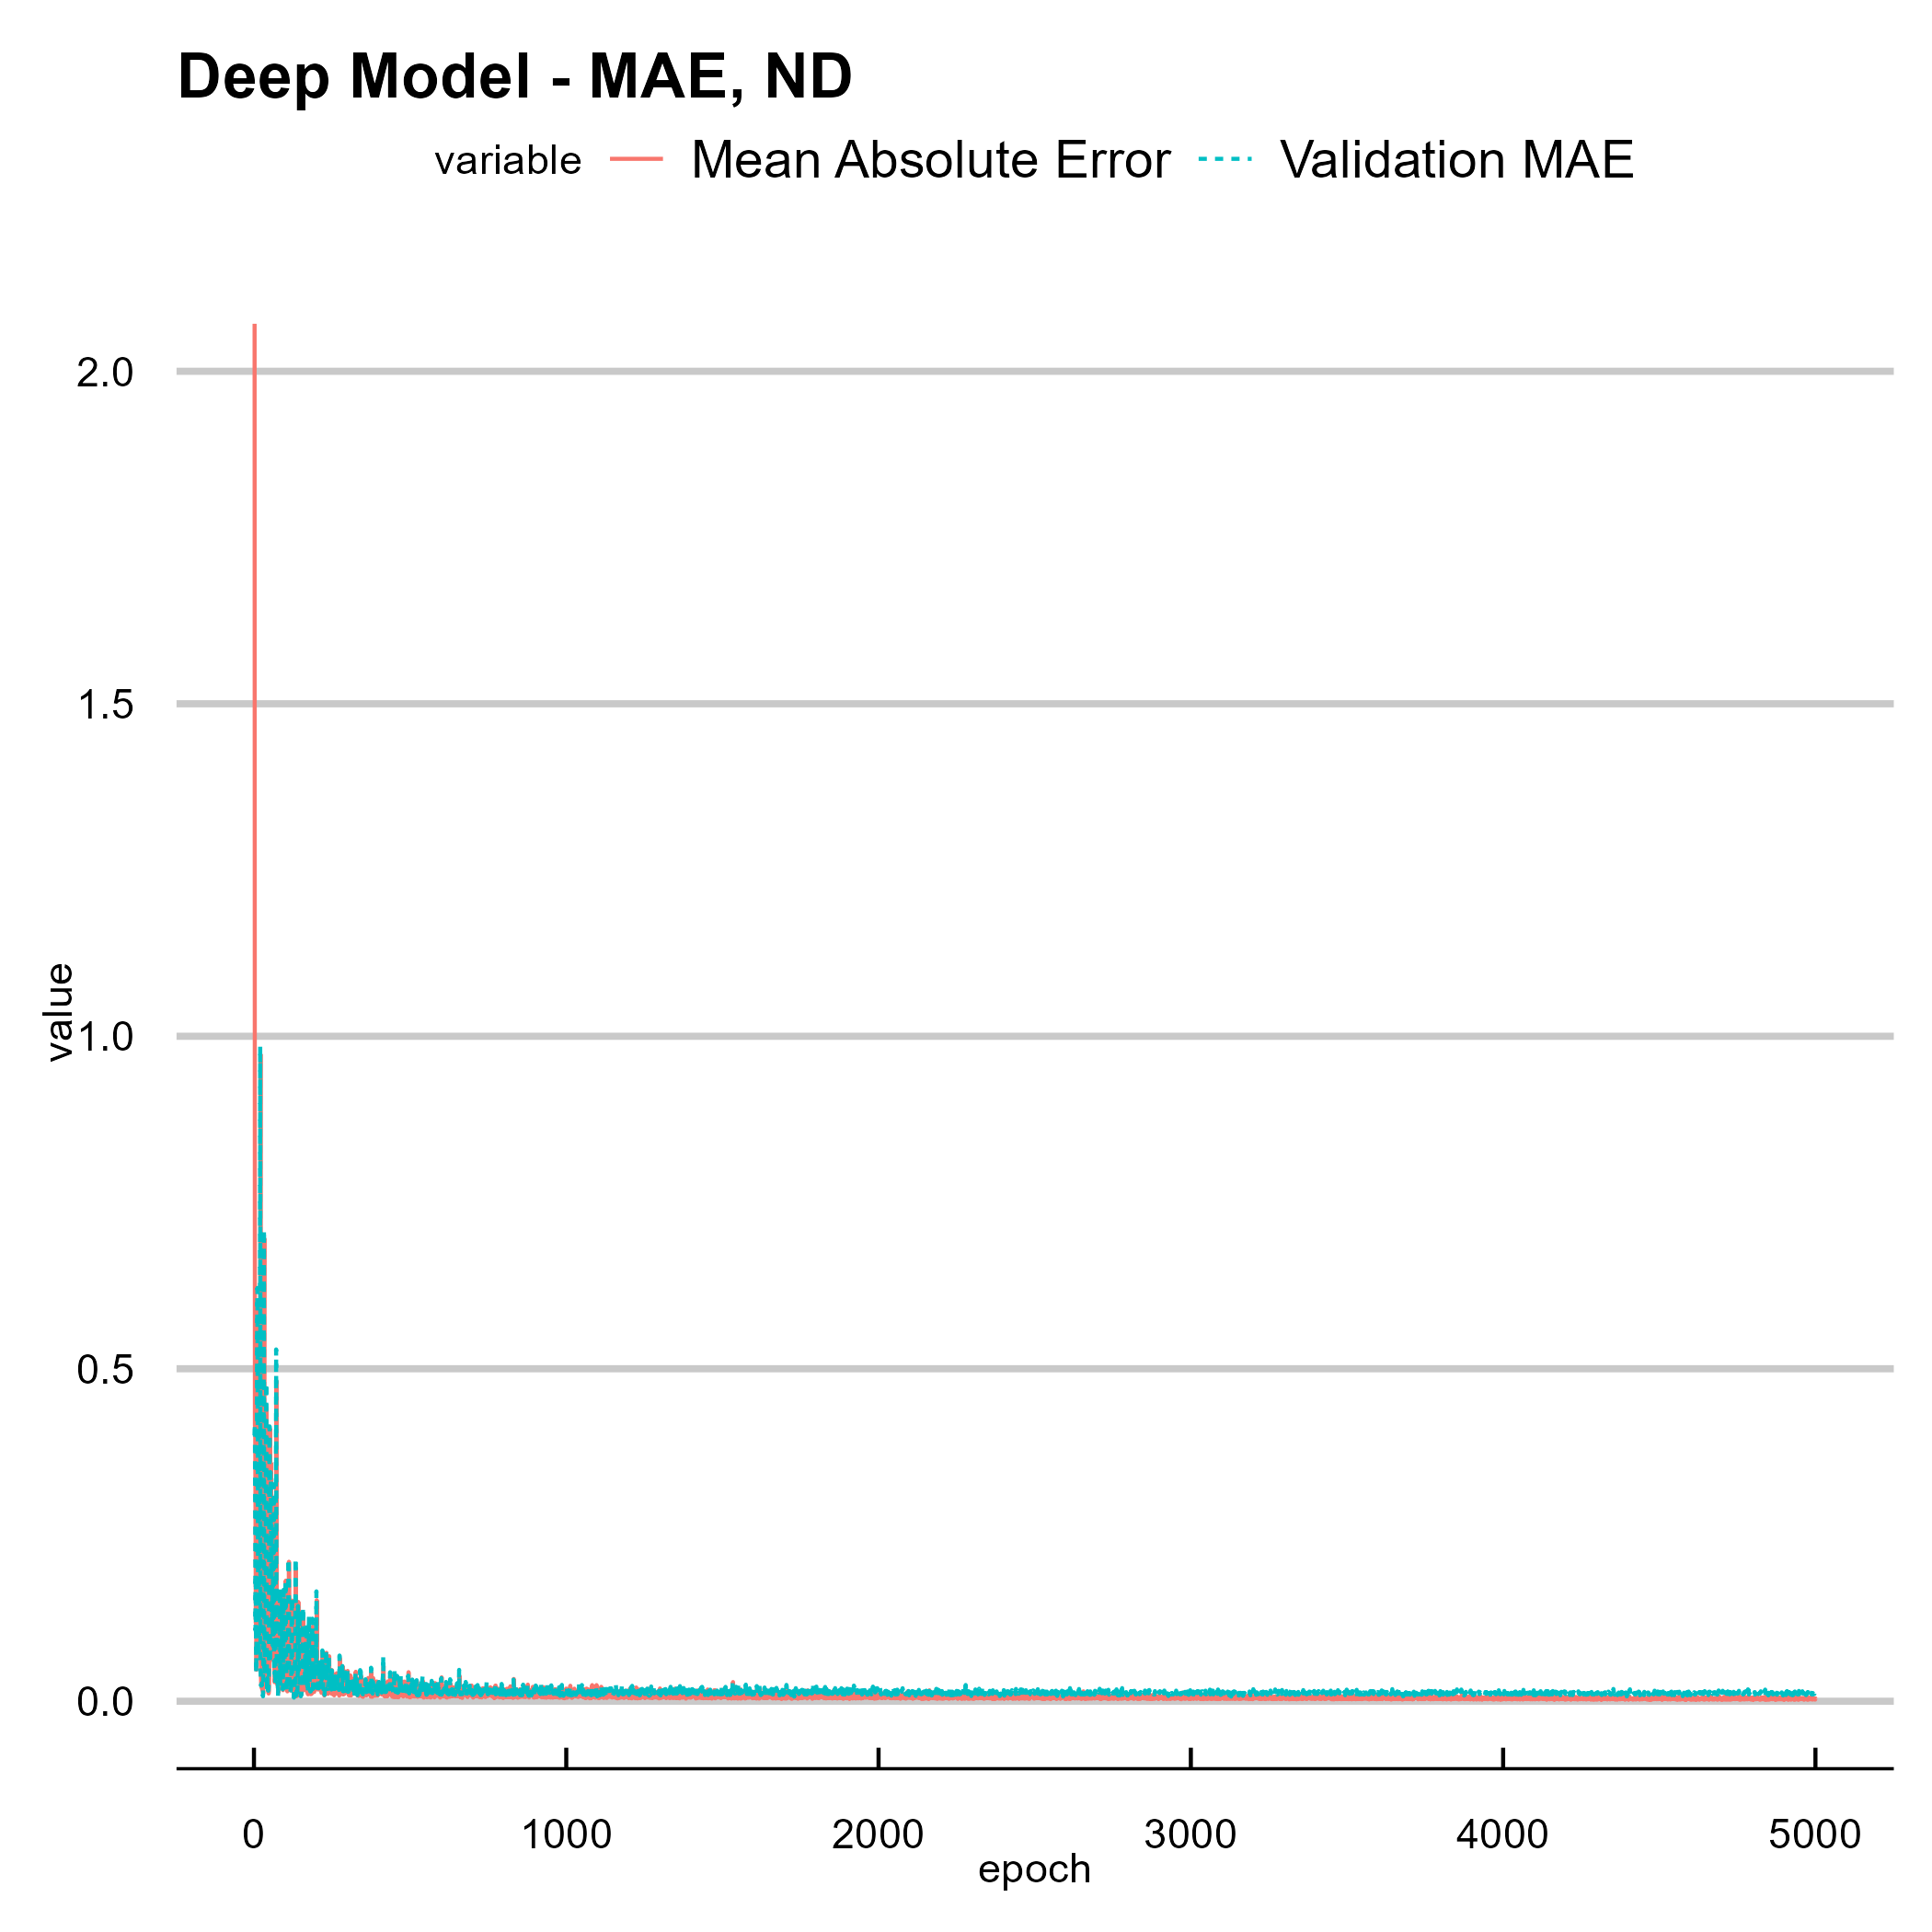 Deep Model - MAE, ND
variable Mean Absolute Error Validation MAE
2.0
1.5
1.0
0.5
0.0
value
0 1000 2000 3000 4000 5000
epoch